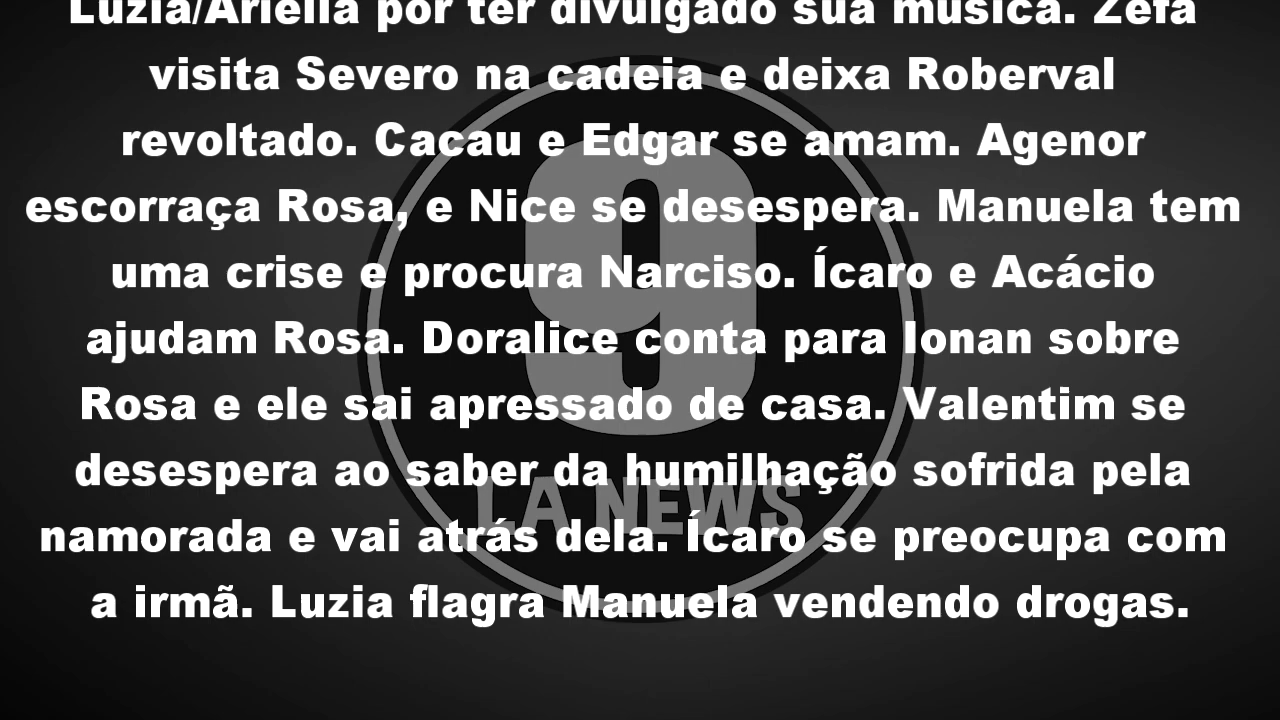 Luzia/Ariella por ter divulgado sua música. Zefa
visita Severo na cadeia e deixa Roberval
revoltado. Cacau e Edgar se amam. Agenor
escorraça Rosa, e Nice se desespera. Manuela tem
uma crise e procura Narciso. Ícaro e Acácio
ajudam Rosa. Doralice conta para Ionan sobre
Rosa e ele sai apressado de casa. Valentim se
desespera ao saber da humilhação sofrida pela
namorada e vai atrás dela. Ícaro se preocupa com
a irmã. Luzia flagra Manuela vendendo drogas.
9
LA NEWS